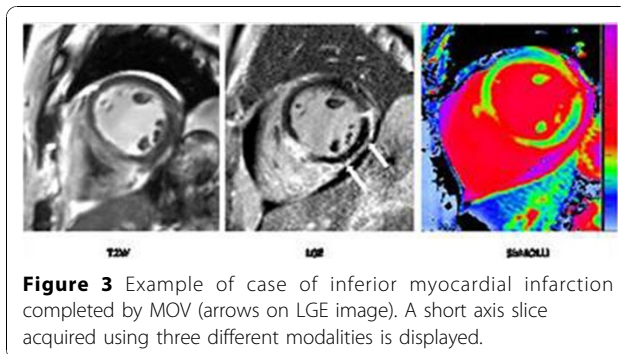 T2W
LGE
ShMOLLI
Figure 3 Example of case of inferior myocardial infarction
completed by MOV (arrows on LGE image). A short axis slice
acquired using three different modalities is displayed.